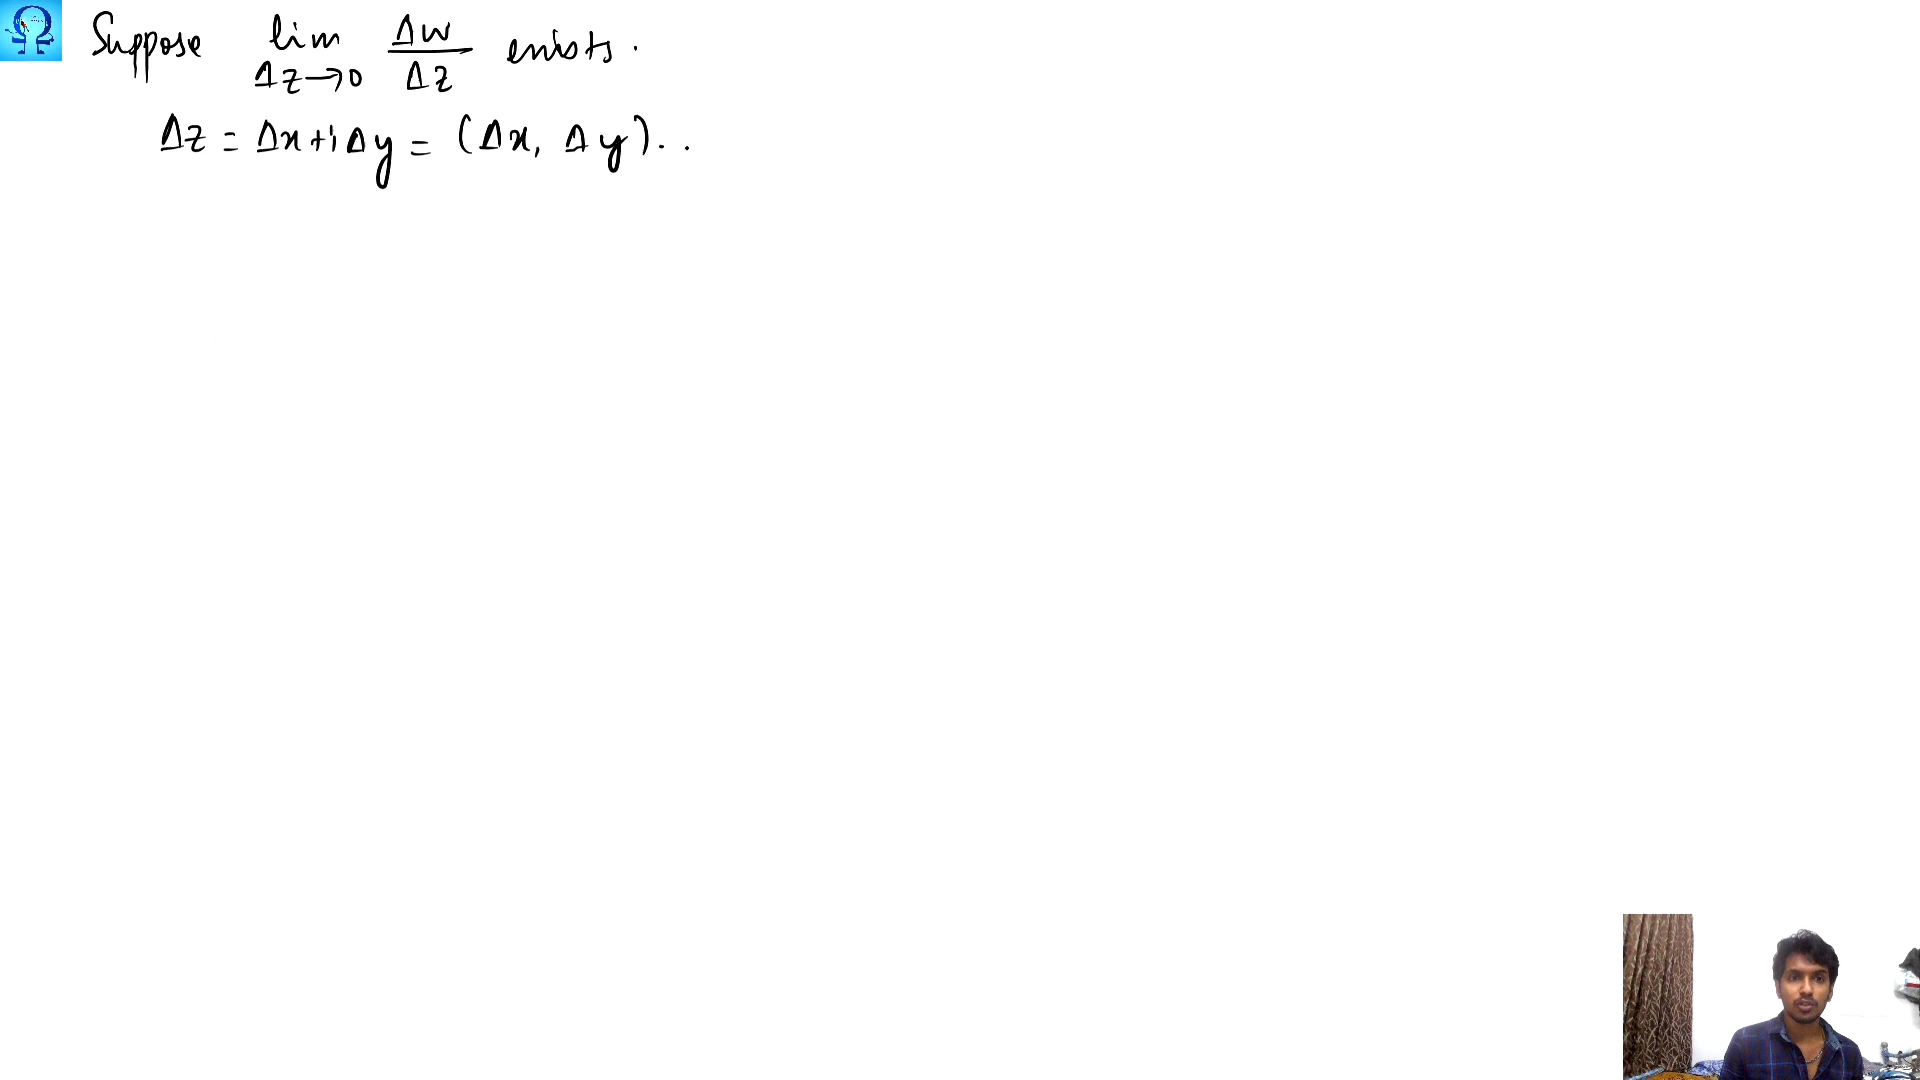 Suppose lim Δz→0 Δw/Δz exists.
Δz = Δx+iΔy = (Δx, Δy)..